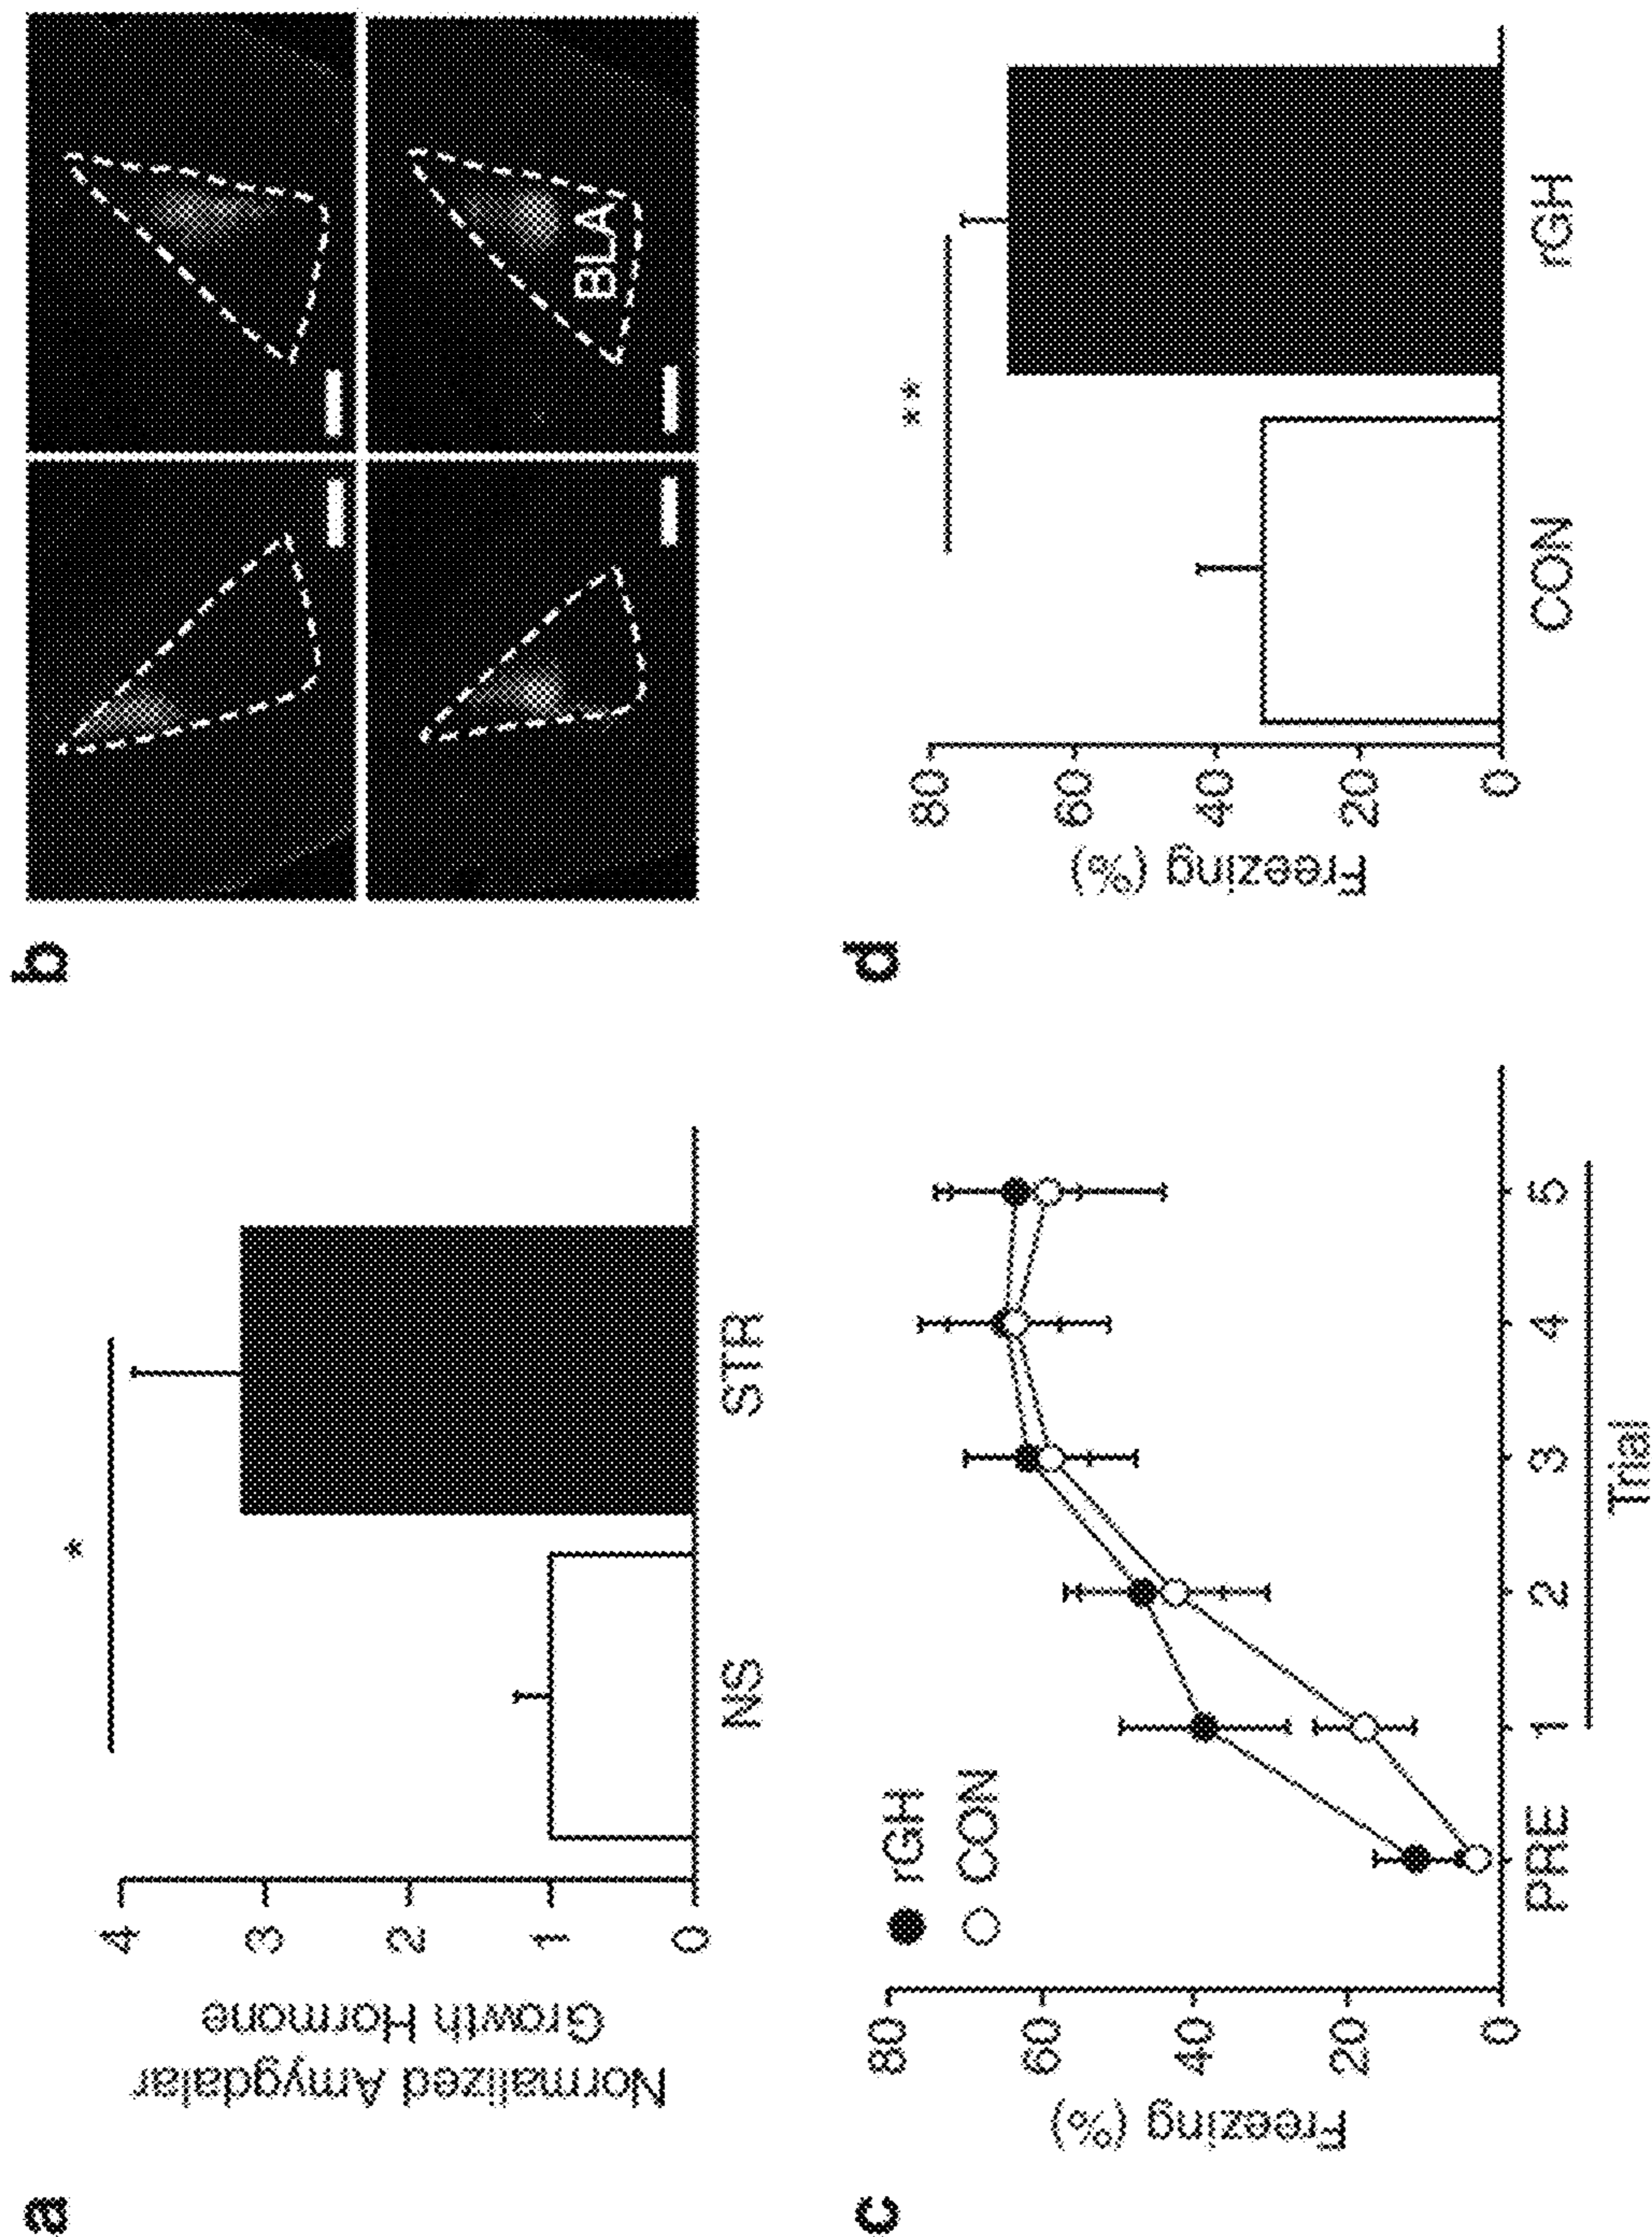 a
Normalized Amygdalar
Growth Hormone
4
3
2
1
0
*
NS
STR
b
BLA
c
Freezing (%)
80
60
40
20
0
rGH
CON
PRE
1
2
3
4
5
Trial
d
Freezing (%)
80
60
40
20
0
**
CON
rGH